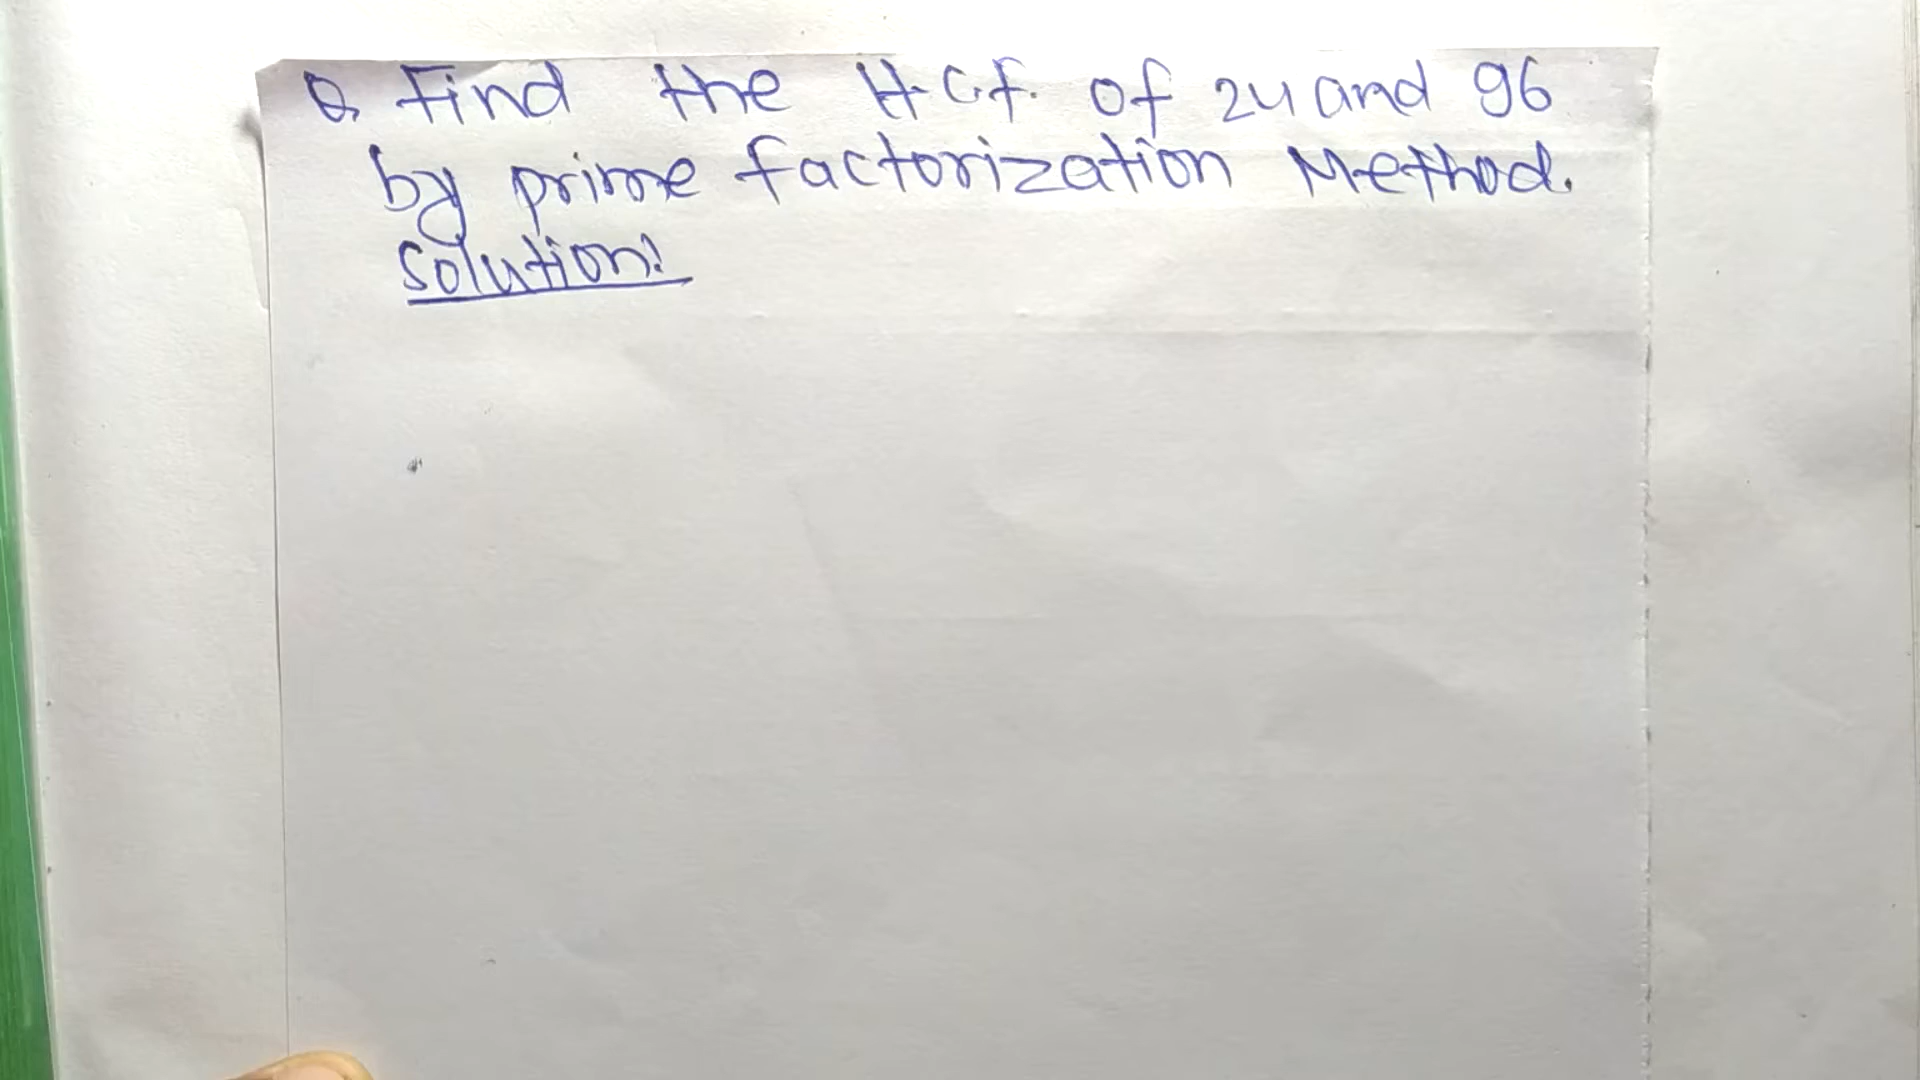 Q. Find the H.C.F. of 24 and 96
by prime factorization Method.
Solution: